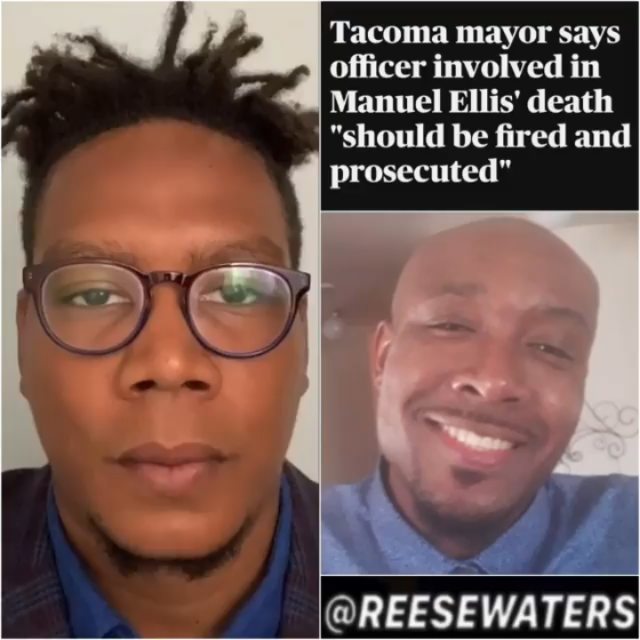 Tacoma mayor says
officer involved in
Manuel Ellis' death
"should be fired and
prosecuted"
@REESEWATERS